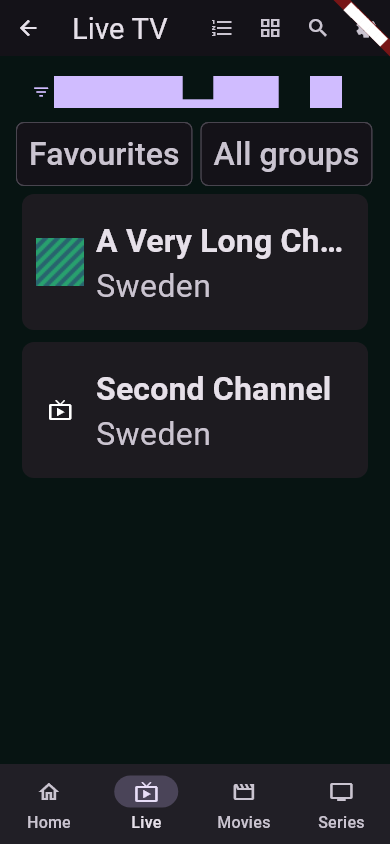 Live TV
Favourites
All groups
A Very Long Ch...
Sweden
Second Channel
Sweden
Home
Live
Movies
Series